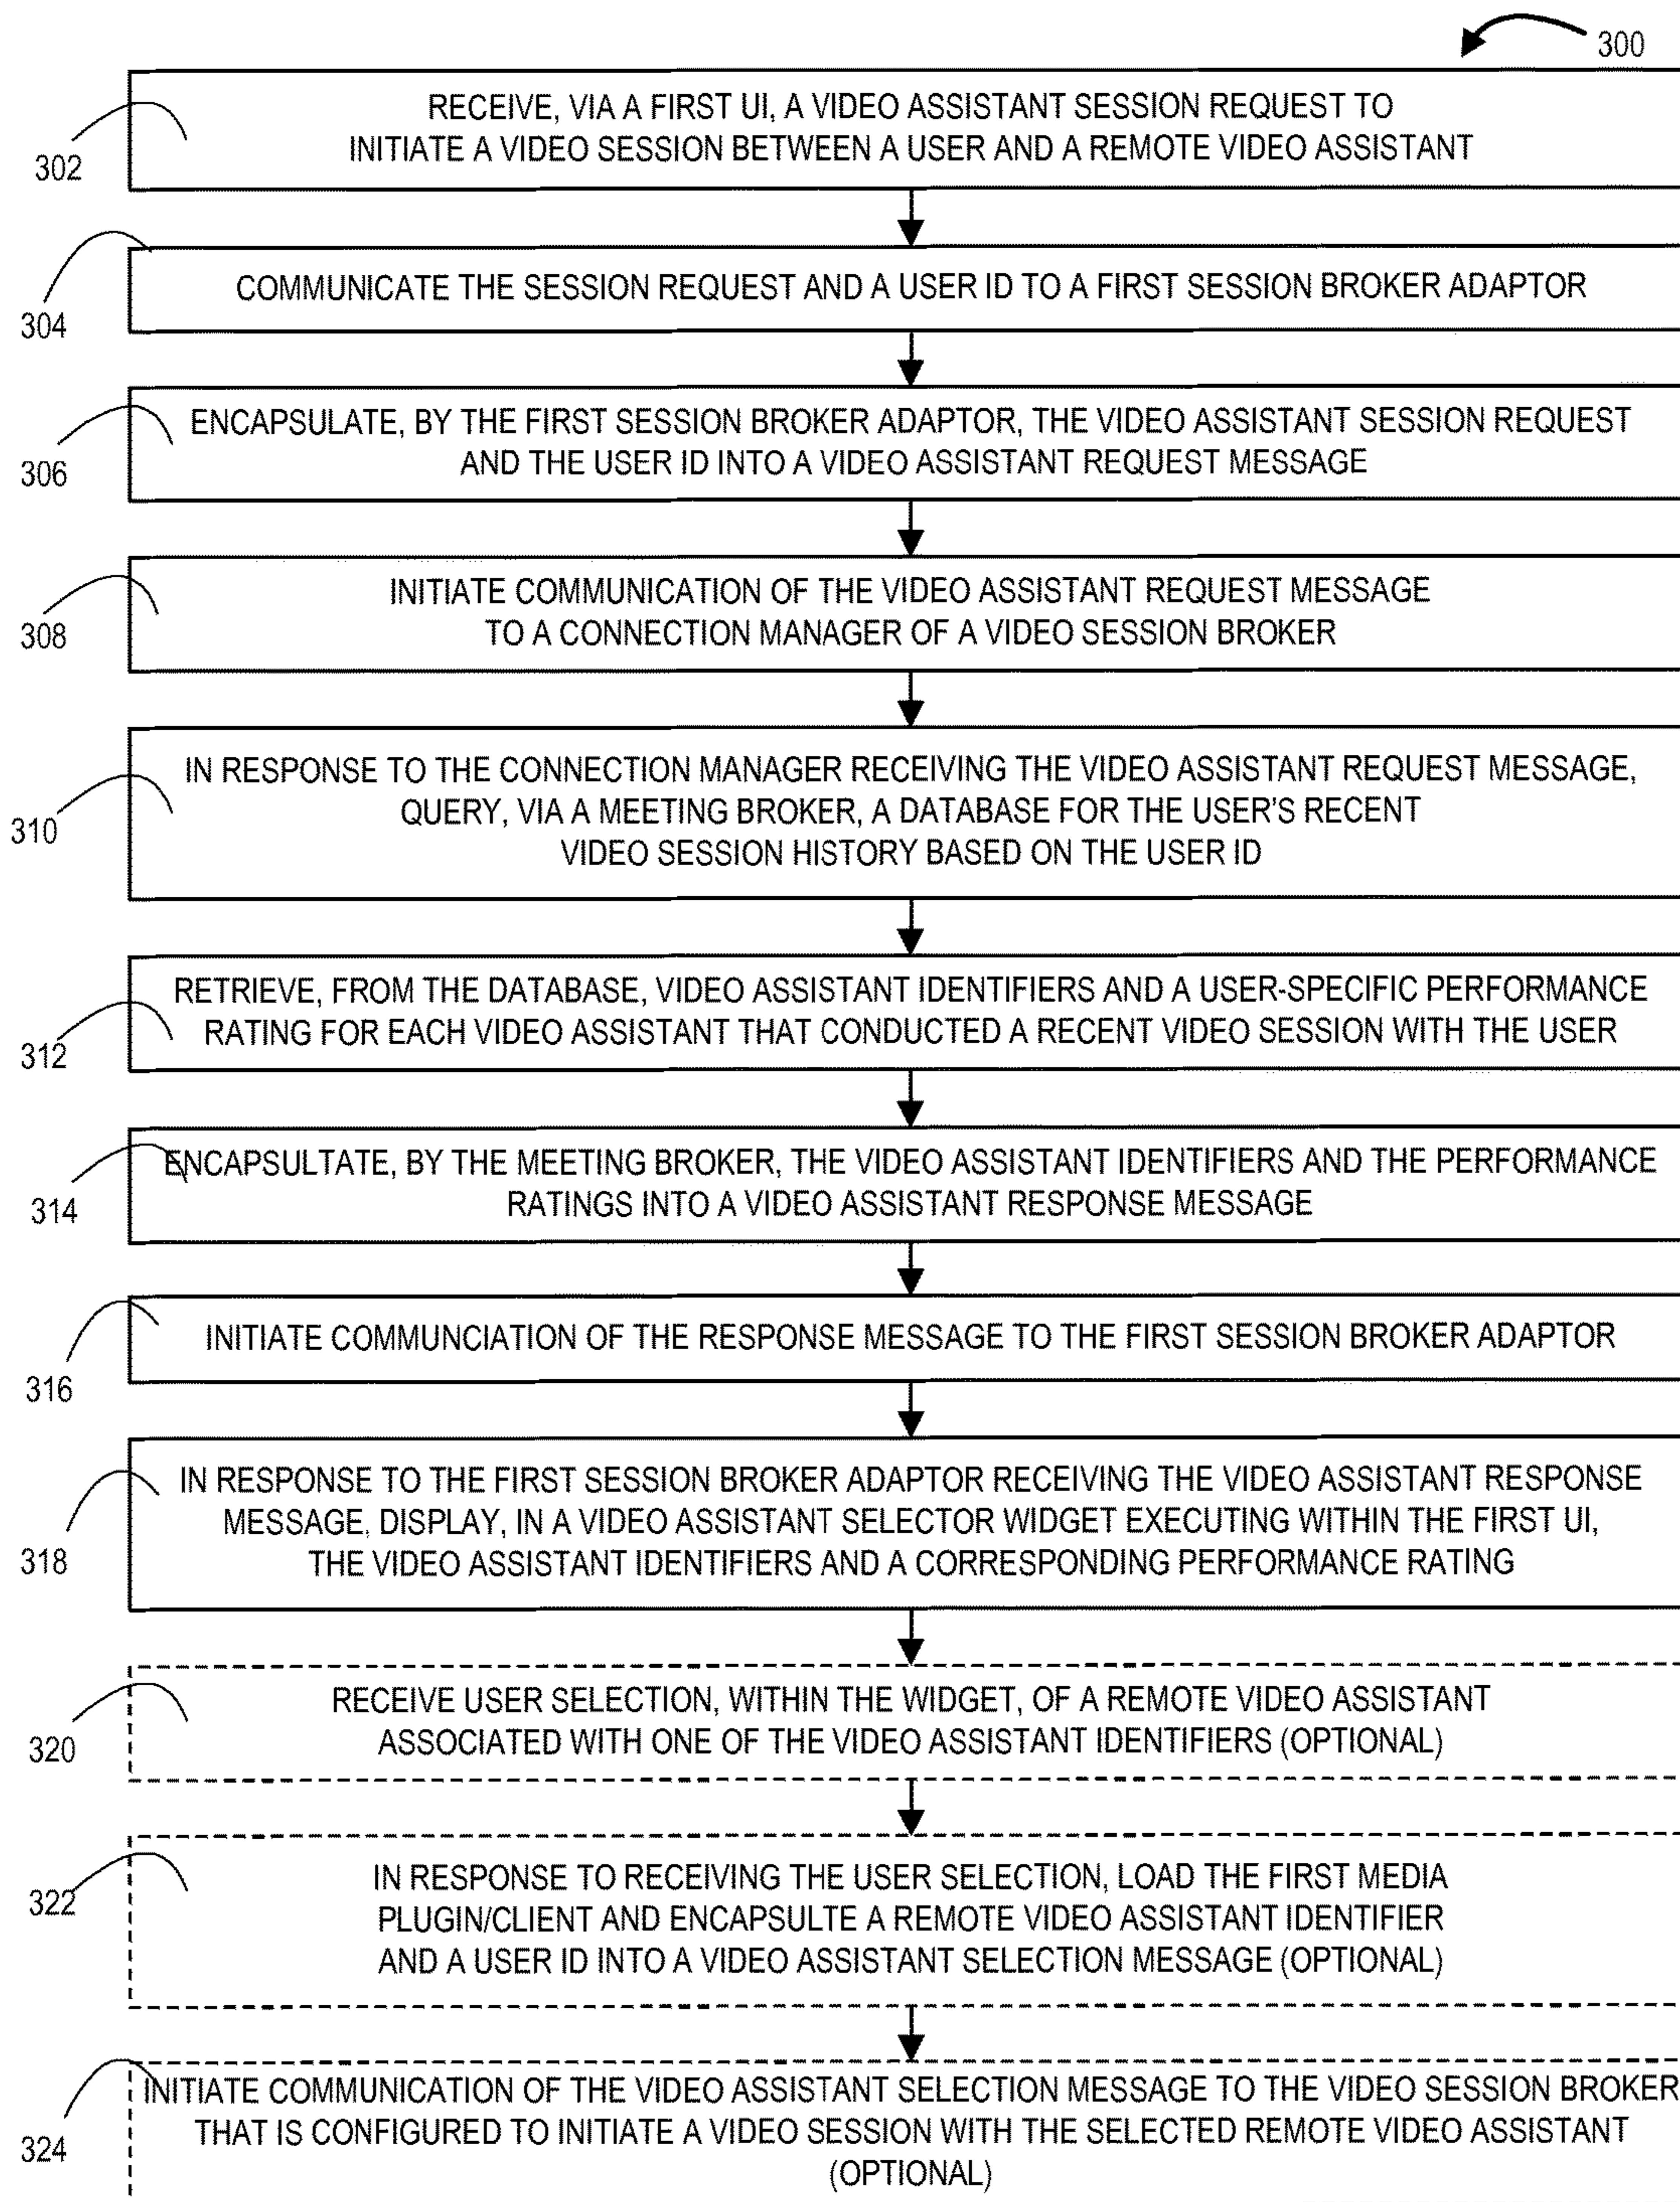 300
302
RECEIVE, VIA A FIRST UI, A VIDEO ASSISTANT SESSION REQUEST TO
INITIATE A VIDEO SESSION BETWEEN A USER AND A REMOTE VIDEO ASSISTANT
304
COMMUNICATE THE SESSION REQUEST AND A USER ID TO A FIRST SESSION BROKER ADAPTOR
306
ENCAPSULATE, BY THE FIRST SESSION BROKER ADAPTOR, THE VIDEO ASSISTANT SESSION REQUEST
AND THE USER ID INTO A VIDEO ASSISTANT REQUEST MESSAGE
308
INITIATE COMMUNICATION OF THE VIDEO ASSISTANT REQUEST MESSAGE
TO A CONNECTION MANAGER OF A VIDEO SESSION BROKER
310
IN RESPONSE TO THE CONNECTION MANAGER RECEIVING THE VIDEO ASSISTANT REQUEST MESSAGE,
QUERY, VIA A MEETING BROKER, A DATABASE FOR THE USER'S RECENT
VIDEO SESSION HISTORY BASED ON THE USER ID
312
RETRIEVE, FROM THE DATABASE, VIDEO ASSISTANT IDENTIFIERS AND A USER-SPECIFIC PERFORMANCE
RATING FOR EACH VIDEO ASSISTANT THAT CONDUCTED A RECENT VIDEO SESSION WITH THE USER
314
ENCAPSULTATE, BY THE MEETING BROKER, THE VIDEO ASSISTANT IDENTIFIERS AND THE PERFORMANCE
RATINGS INTO A VIDEO ASSISTANT RESPONSE MESSAGE
316
INITIATE COMMUNCIATION OF THE RESPONSE MESSAGE TO THE FIRST SESSION BROKER ADAPTOR
318
IN RESPONSE TO THE FIRST SESSION BROKER ADAPTOR RECEIVING THE VIDEO ASSISTANT RESPONSE
MESSAGE, DISPLAY, IN A VIDEO ASSISTANT SELECTOR WIDGET EXECUTING WITHIN THE FIRST UI,
THE VIDEO ASSISTANT IDENTIFIERS AND A CORRESPONDING PERFORMANCE RATING
320
RECEIVE USER SELECTION, WITHIN THE WIDGET, OF A REMOTE VIDEO ASSISTANT
ASSOCIATED WITH ONE OF THE VIDEO ASSISTANT IDENTIFIERS (OPTIONAL)
322
IN RESPONSE TO RECEIVING THE USER SELECTION, LOAD THE FIRST MEDIA
PLUGIN/CLIENT AND ENCAPSULTE A REMOTE VIDEO ASSISTANT IDENTIFIER
AND A USER ID INTO A VIDEO ASSISTANT SELECTION MESSAGE (OPTIONAL)
324
INITIATE COMMUNICATION OF THE VIDEO ASSISTANT SELECTION MESSAGE TO THE VIDEO SESSION BROKER
THAT IS CONFIGURED TO INITIATE A VIDEO SESSION WITH THE SELECTED REMOTE VIDEO ASSISTANT
(OPTIONAL)